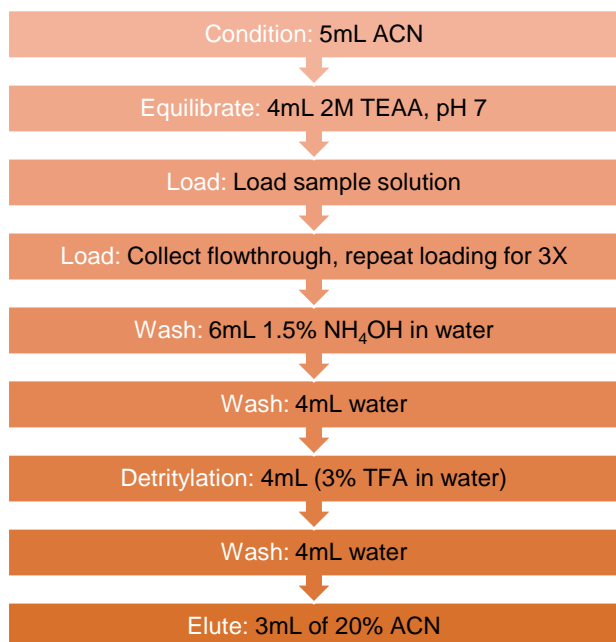 Condition: 5mL ACN
Equilibrate: 4mL 2M TEAA, pH 7
Load: Load sample solution
Load: Collect flowthrough, repeat loading for 3X
Wash: 6mL 1.5% NH₄OH in water
Wash: 4mL water
Detritylation: 4mL (3% TFA in water)
Wash: 4mL water
Elute: 3mL of 20% ACN